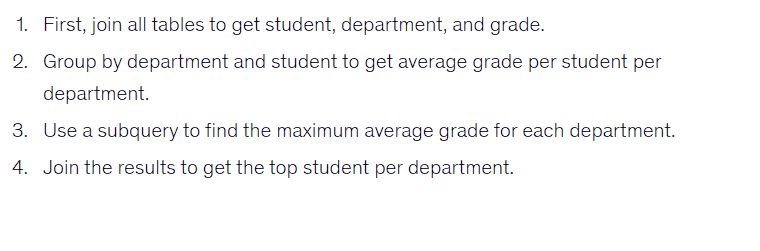 1. First, join all tables to get student, department, and grade.
2. Group by department and student to get average grade per student per
department.
3. Use a subquery to find the maximum average grade for each department.
4. Join the results to get the top student per department.